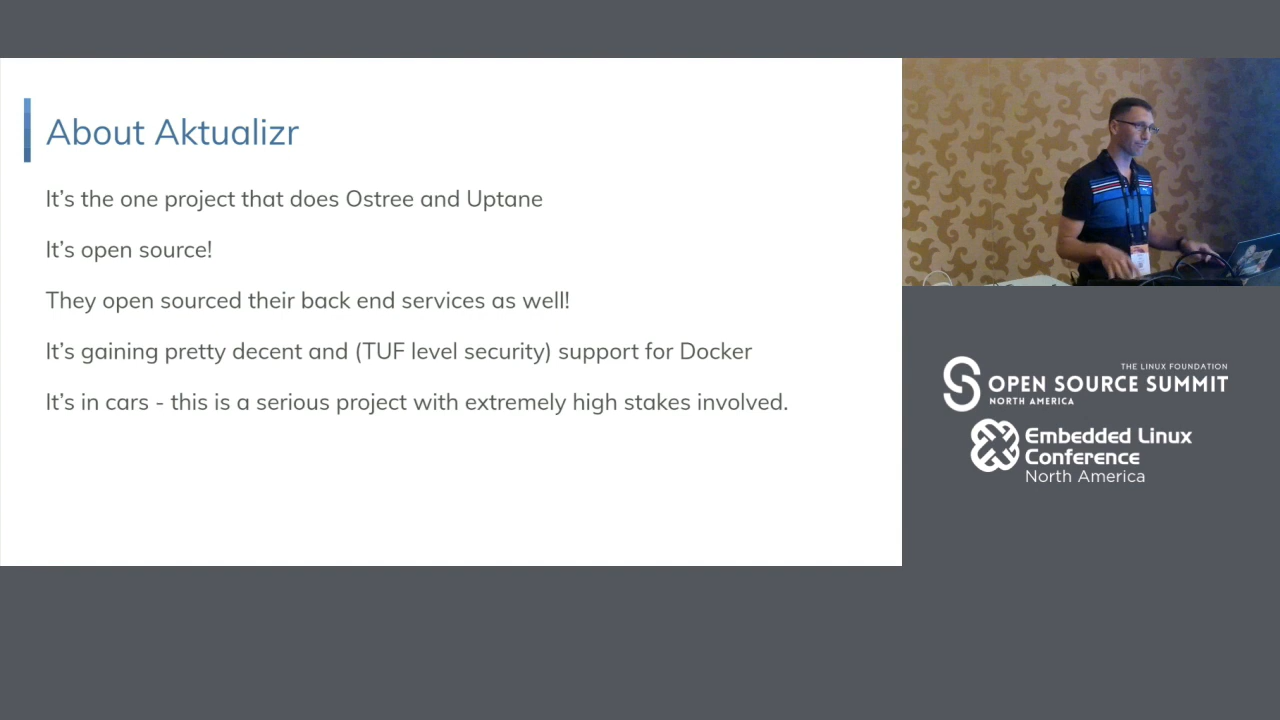 About Aktualizr
It's the one project that does Ostree and Uptane
It's open source!
They open sourced their back end services as well!
It's gaining pretty decent and (TUF level security) support for Docker
It's in cars - this is a serious project with extremely high stakes involved.
THE LINUX FOUNDATION
OPEN SOURCE SUMMIT
NORTH AMERICA
Embedded Linux
Conference
North America